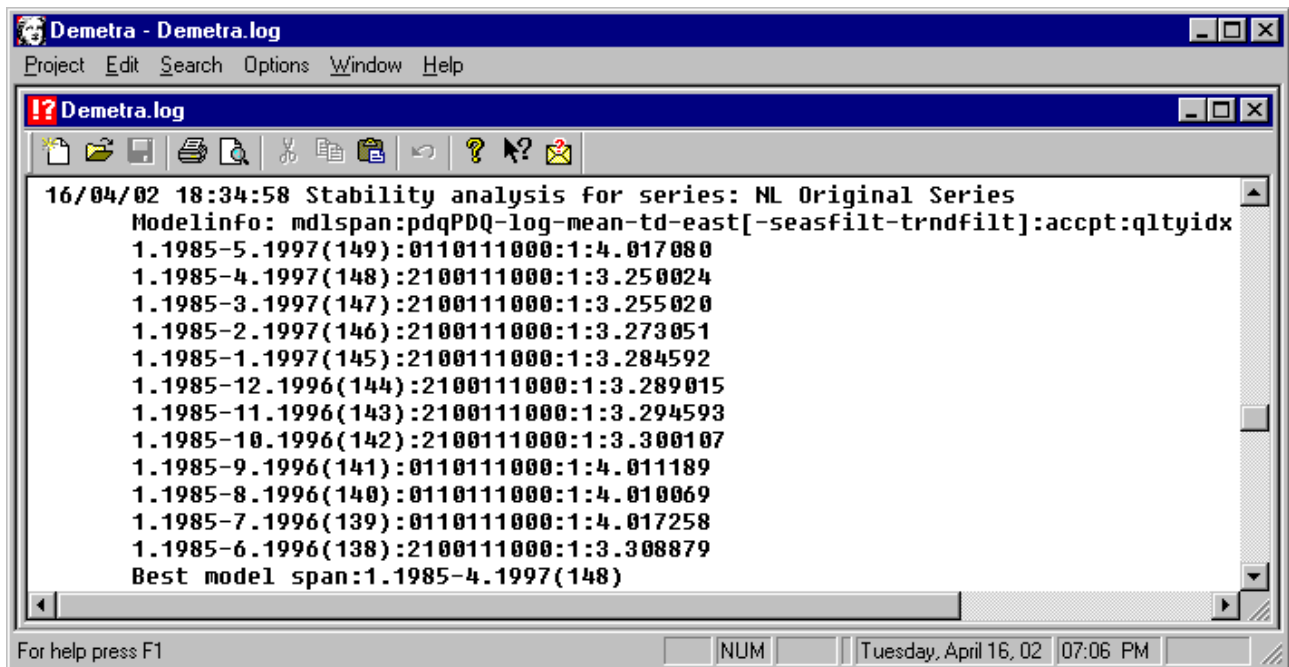 Demetra - Demetra.log
Project Edit Search Options Window Help
!? Demetra.log
16/04/02 18:34:58 Stability analysis for series: NL Original Series
Modelinfo: mdlspan:pdqPDQ-log-mean-td-east[-seasfilt-trndfilt]:accpt:qltyidx
1.1985-5.1997(149):0110111000:1:4.017080
1.1985-4.1997(148):2100111000:1:3.250024
1.1985-3.1997(147):2100111000:1:3.255020
1.1985-2.1997(146):2100111000:1:3.273051
1.1985-1.1997(145):2100111000:1:3.284592
1.1985-12.1996(144):2100111000:1:3.289015
1.1985-11.1996(143):2100111000:1:3.294593
1.1985-10.1996(142):2100111000:1:3.300107
1.1985-9.1996(141):0110111000:1:4.011189
1.1985-8.1996(140):0110111000:1:4.010069
1.1985-7.1996(139):0110111000:1:4.017258
1.1985-6.1996(138):2100111000:1:3.308879
Best model span:1.1985-4.1997(148)
For help press F1 NUM Tuesday, April 16, 02 07:06 PM